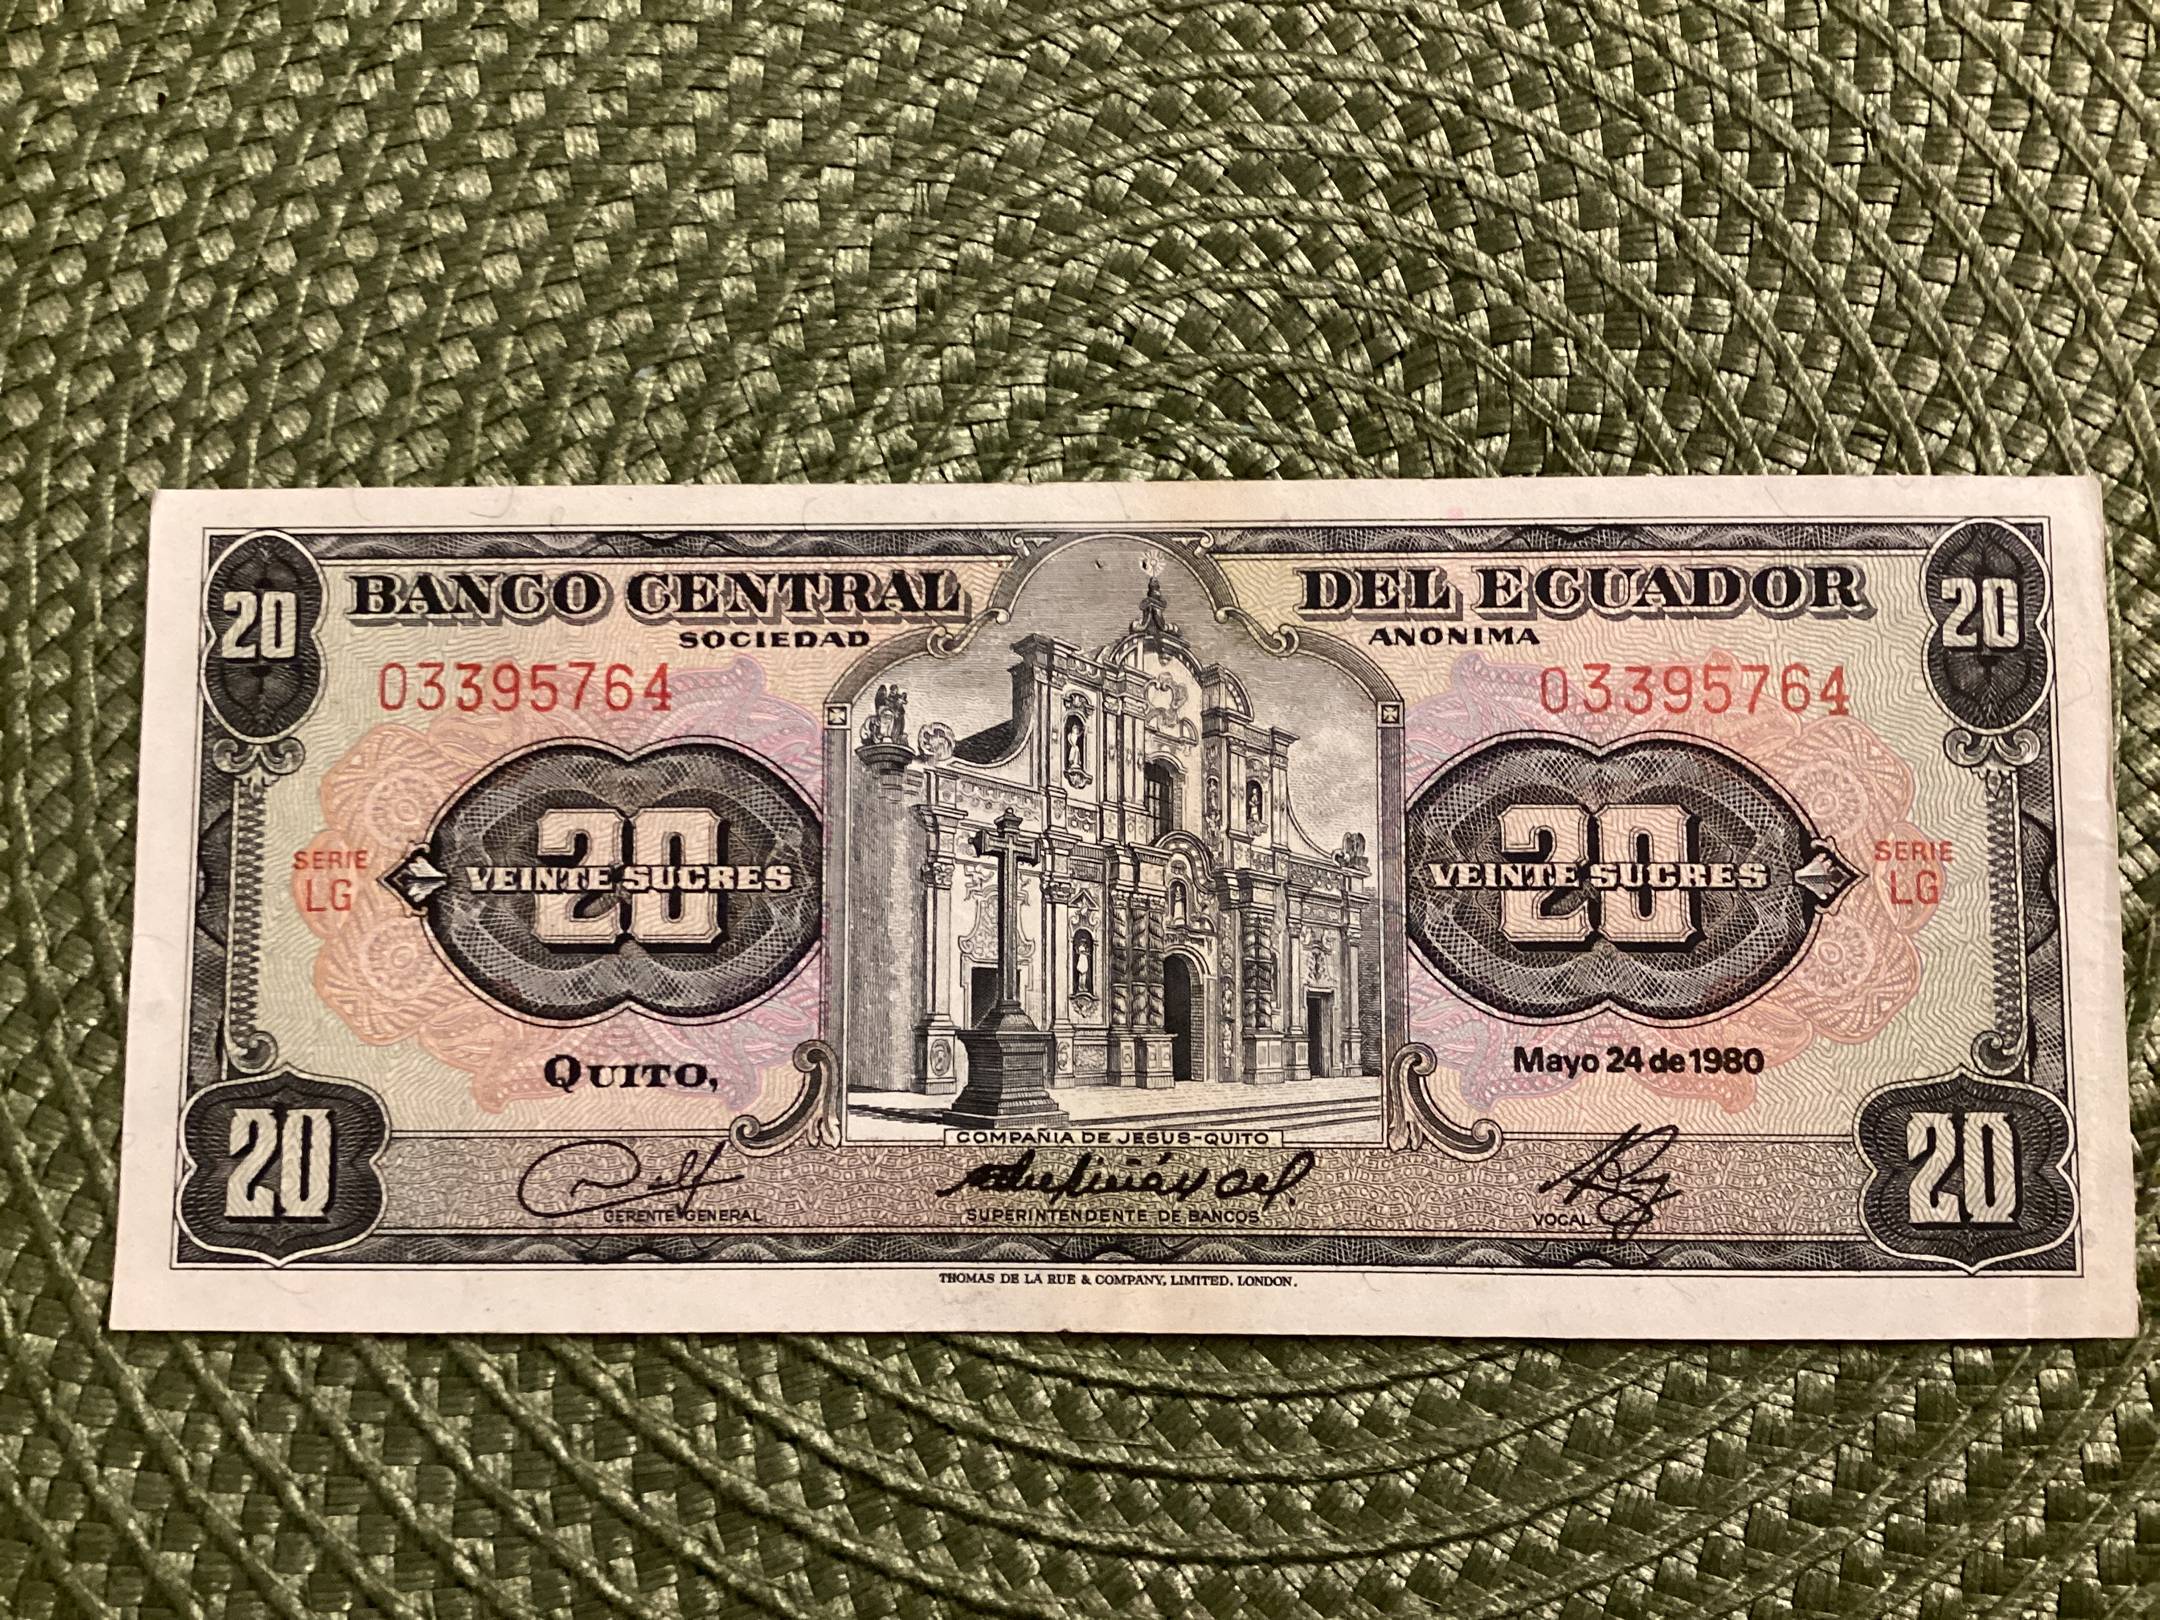 20 BANCO CENTRAL DEL ECUADOR 20
SOCIEDAD ANONIMA
03395764 03395764
SERIE
LG
20
VEINTE SUCRES
20
VEINTE SUCRES
SERIE
LG
QUITO, Mayo 24 de 1980
COMPAÑIA DE JESUS-QUITO
20 20
GERENTE GENERAL SUPERINTENDENTE DE BANCOS VOCAL
THOMAS DE LA RUE & COMPANY, LIMITED. LONDON.